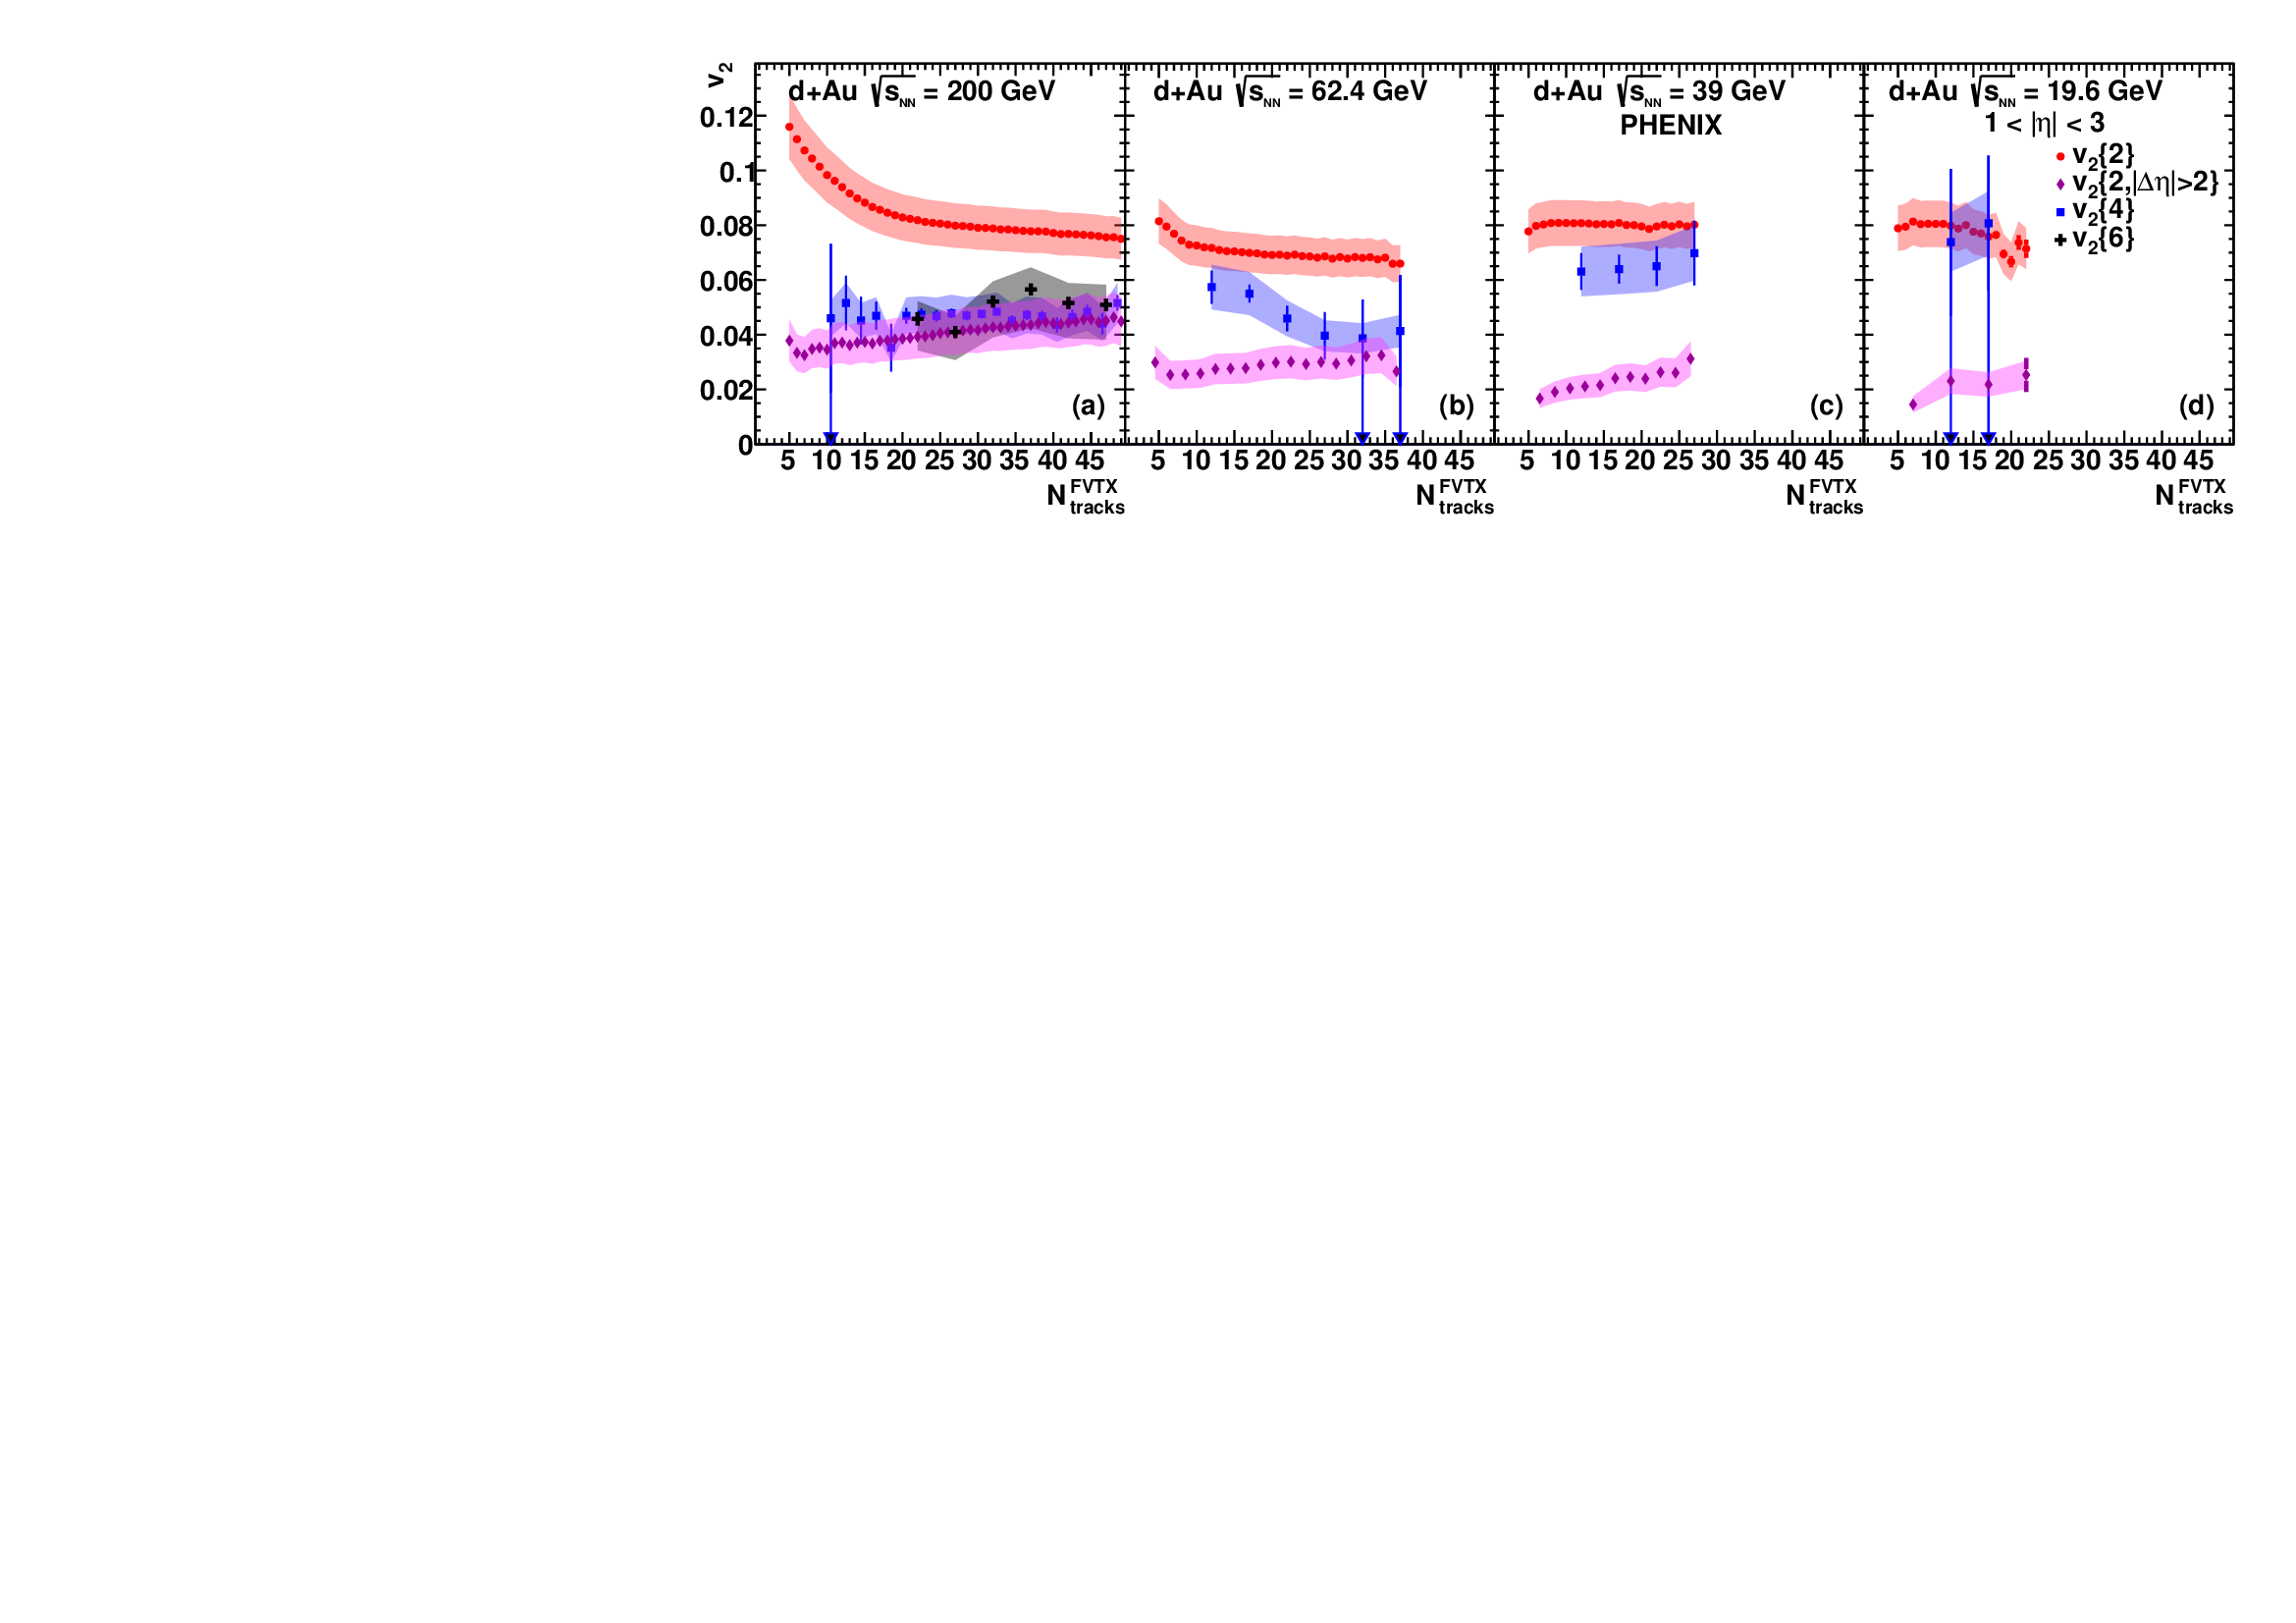 v2
d+Au √sNN = 200 GeV
d+Au √sNN = 62.4 GeV
d+Au √sNN = 39 GeV
PHENIX
d+Au √sNN = 19.6 GeV
1 < |η| < 3
v2{2}
v2{2,|Δη|>2}
v2{4}
v2{6}
0.12
0.1
0.08
0.06
0.04
0.02
0
(a)
(b)
(c)
(d)
5 10 15 20 25 30 35 40 45
5 10 15 20 25 30 35 40 45
5 10 15 20 25 30 35 40 45
5 10 15 20 25 30 35 40 45
N FVTX tracks
N FVTX tracks
N FVTX tracks
N FVTX tracks